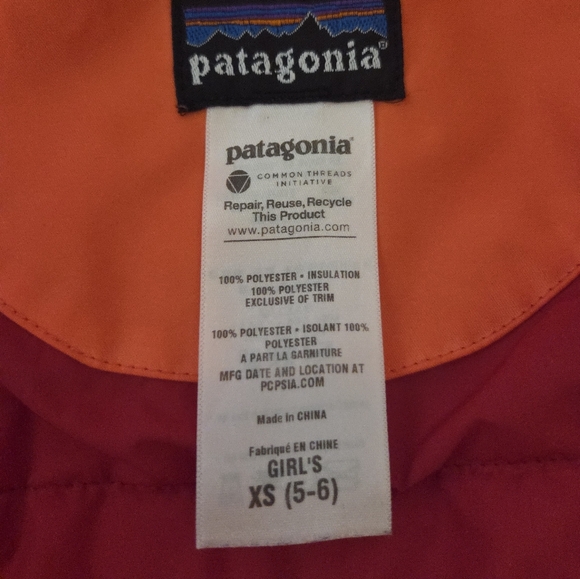 patagonia®
patagonia®
COMMON THREADS
INITIATIVE
Repair, Reuse, Recycle
This Product
www.patagonia.com
100% POLYESTER • INSULATION
100% POLYESTER
EXCLUSIVE OF TRIM
100% POLYESTER • ISOLANT 100%
POLYESTER
A PART LA GARNITURE
MFG DATE AND LOCATION AT
PCPSIA.COM
Made in CHINA
Fabriqué EN CHINE
GIRL'S
XS (5-6)